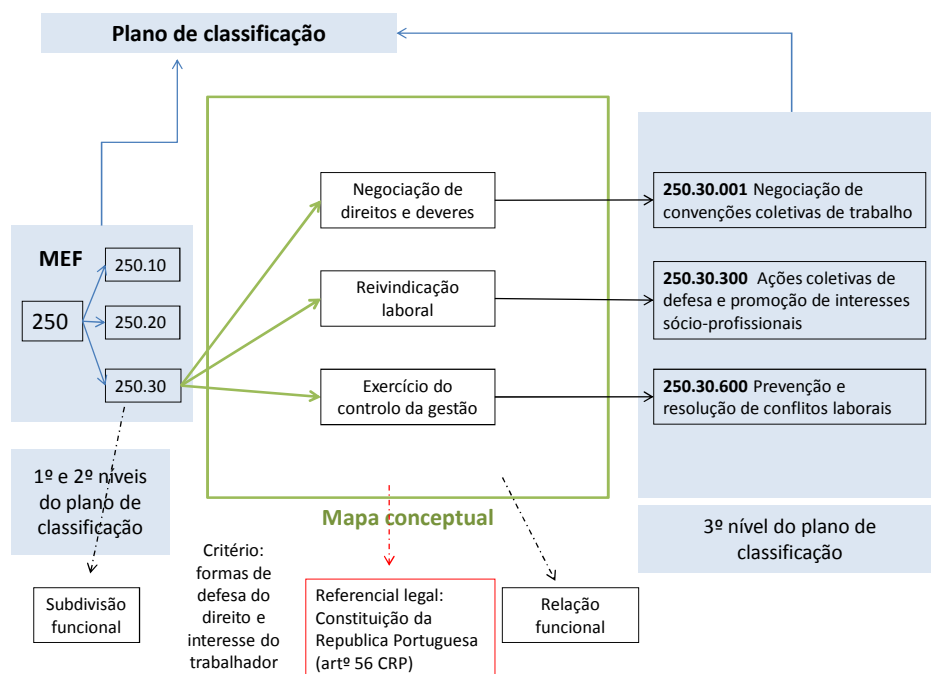 Plano de classificação
MEF
250
250.10
250.20
250.30
Negociação de
direitos e deveres
Reivindicação
laboral
Exercício do
controlo da gestão
250.30.001 Negociação de
convenções coletivas de trabalho
250.30.300 Ações coletivas de
defesa e promoção de interesses
sócio-profissionais
250.30.600 Prevenção e
resolução de conflitos laborais
1º e 2º níveis
do plano de
classificação
Mapa conceptual
3º nível do plano de
classificação
Subdivisão
funcional
Critério:
formas de
defesa do
direito e
interesse do
trabalhador
Referencial legal:
Constituição da
Republica Portuguesa
(artº 56 CRP)
Relação
funcional